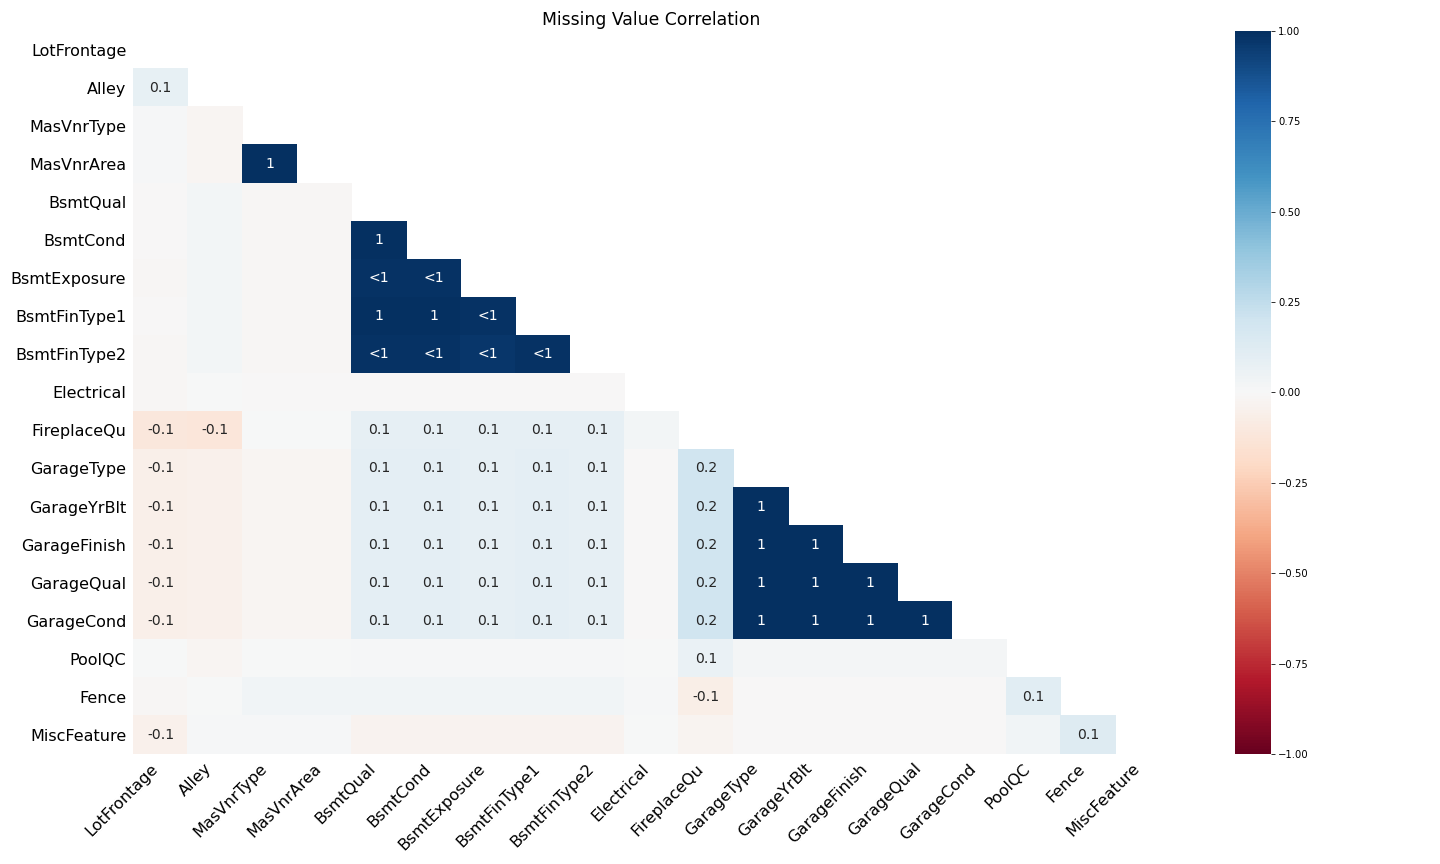 Missing Value Correlation
LotFrontage
Alley 0.1
MasVnrType
MasVnrArea 1
BsmtQual
BsmtCond 1
BsmtExposure <1 <1
BsmtFinType1 1 1 <1
BsmtFinType2 <1 <1 <1 <1
Electrical
FireplaceQu -0.1 -0.1 0.1 0.1 0.1 0.1 0.1
GarageType -0.1 0.1 0.1 0.1 0.1 0.1 0.2
GarageYrBlt -0.1 0.1 0.1 0.1 0.1 0.1 0.2 1
GarageFinish -0.1 0.1 0.1 0.1 0.1 0.1 0.2 1 1
GarageQual -0.1 0.1 0.1 0.1 0.1 0.1 0.2 1 1 1
GarageCond -0.1 0.1 0.1 0.1 0.1 0.1 0.2 1 1 1 1
PoolQC 0.1
Fence -0.1 0.1
MiscFeature -0.1 0.1
LotFrontage
Alley
MasVnrType
MasVnrArea
BsmtQual
BsmtCond
BsmtExposure
BsmtFinType1
BsmtFinType2
Electrical
FireplaceQu
GarageType
GarageYrBlt
GarageFinish
GarageQual
GarageCond
PoolQC
Fence
MiscFeature
1.00
0.75
0.50
0.25
0.00
−0.25
−0.50
−0.75
−1.00